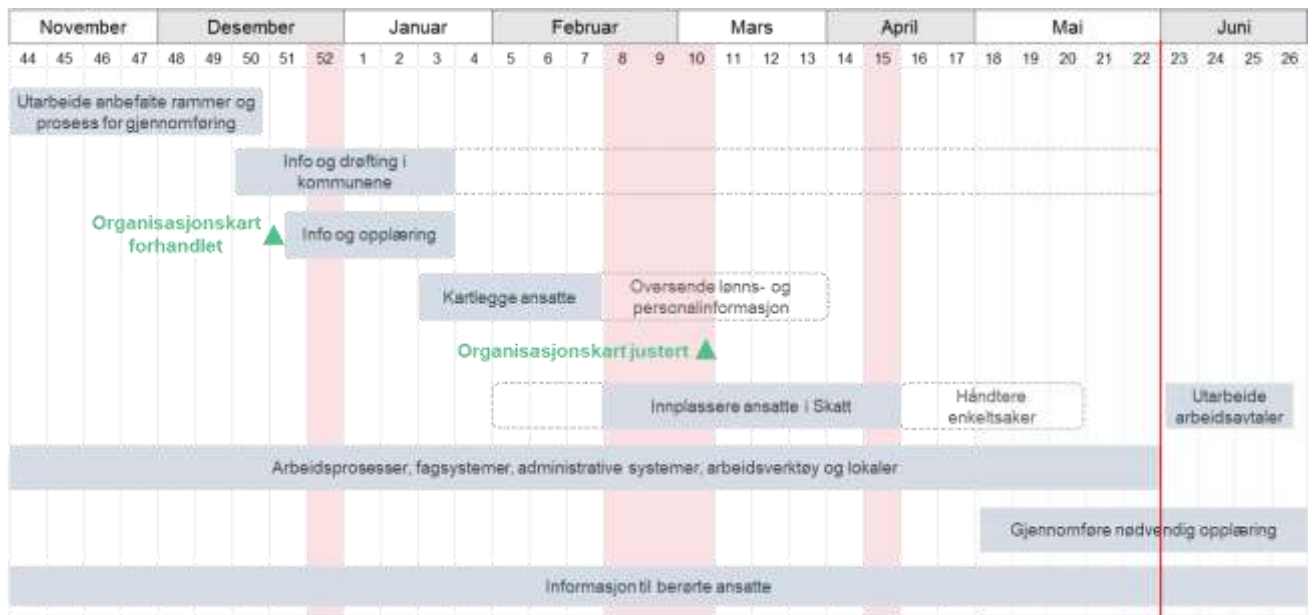 November Desember Januar Februar Mars April Mai Juni
44 45 46 47 48 49 50 51 52 1 2 3 4 5 6 7 8 9 10 11 12 13 14 15 16 17 18 19 20 21 22 23 24 25 26
Utarbeide anbefalte rammer og
prosess for gjennomføring
Info og drøfting i
kommunene
Organisasjonskart
forhandlet
Info og opplæring
Kartlegge ansatte
Oversende lønns- og
personalinformasjon
Organisasjonskart justert
Innplassere ansatte i Skatt
Håndtere
enkeltsaker
Utarbeide
arbeidsavtaler
Arbeidsprosesser, fagsystemer, administrative systemer, arbeidsverktøy og lokaler
Gjennomføre nødvendig opplæring
Informasjon til berørte ansatte